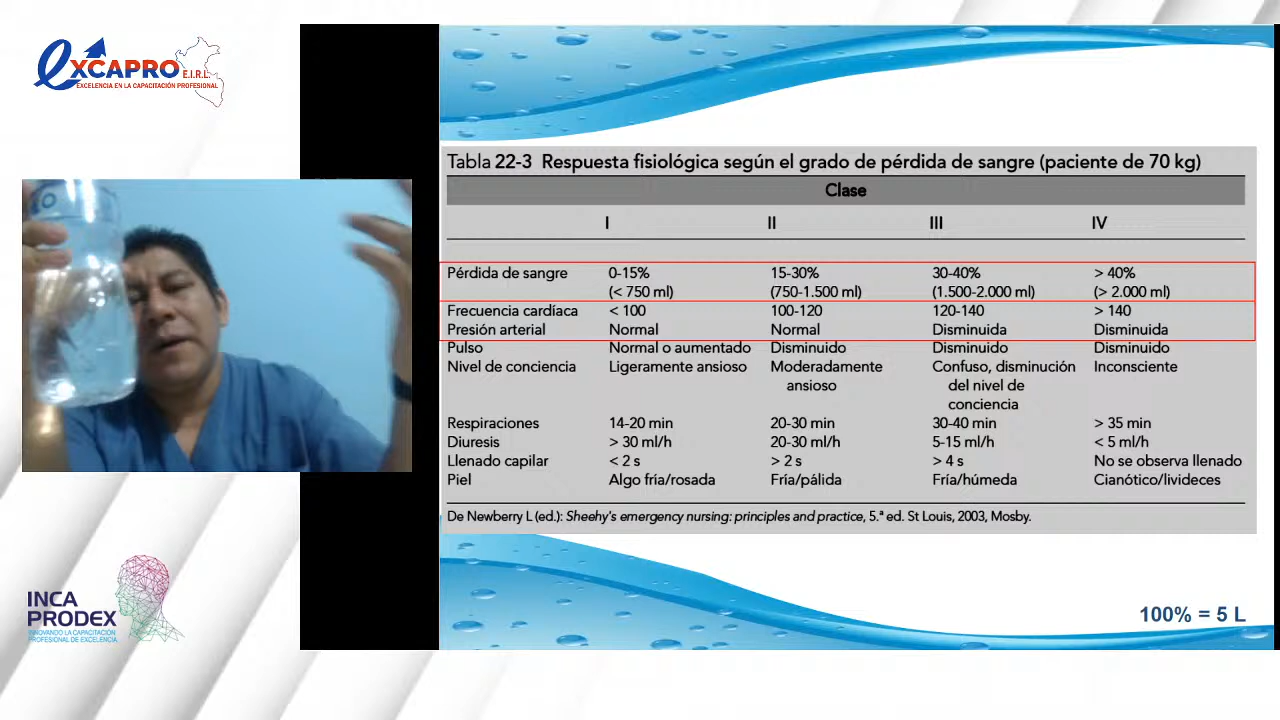 excapro E.I.R.L.
EXCELENCIA EN LA CAPACITACIÓN PROFESIONAL
Tabla 22-3 Respuesta fisiológica según el grado de pérdida de sangre (paciente de 70 kg)
Clase
I II III IV
Pérdida de sangre 0-15% 15-30% 30-40% > 40%
(< 750 ml) (750-1.500 ml) (1.500-2.000 ml) (> 2.000 ml)
Frecuencia cardíaca < 100 100-120 120-140 > 140
Presión arterial Normal Normal Disminuida Disminuida
Pulso Normal o aumentado Disminuido Disminuido Disminuido
Nivel de conciencia Ligeramente ansioso Moderadamente Confuso, disminución Inconsciente
ansioso del nivel de
conciencia
Respiraciones 14-20 min 20-30 min 30-40 min > 35 min
Diuresis > 30 ml/h 20-30 ml/h 5-15 ml/h < 5 ml/h
Llenado capilar < 2 s > 2 s > 4 s No se observa llenado
Piel Algo fría/rosada Fría/pálida Fría/húmeda Cianótico/livideces
De Newberry L (ed.): Sheehy's emergency nursing: principles and practice, 5.ª ed. St Louis, 2003, Mosby.
INCA
PRODEX
INNOVANDO LA CAPACITACIÓN
PROFESIONAL DE EXCELENCIA
100% = 5 L